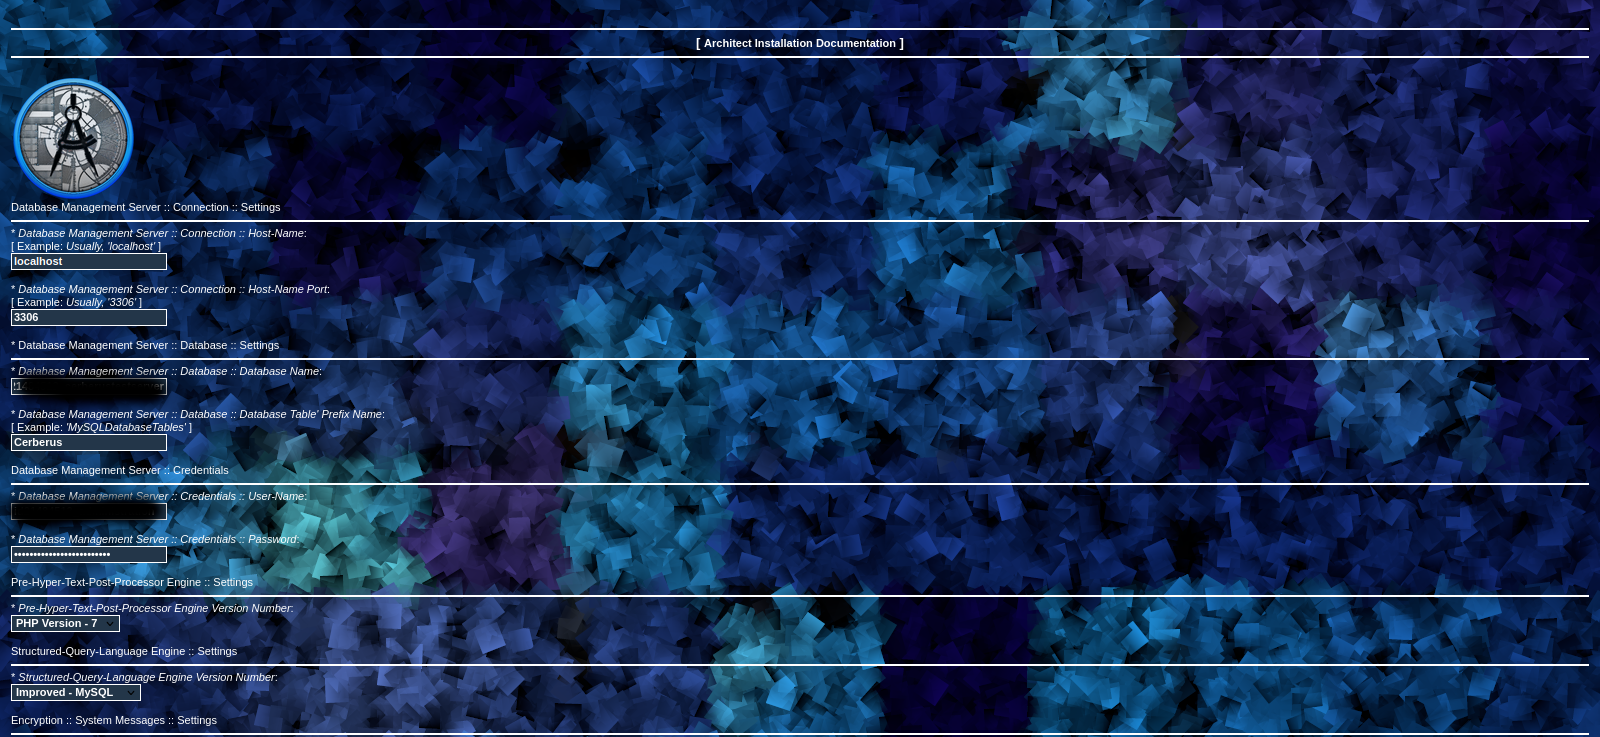 [ Architect Installation Documentation ]
Database Management Server :: Connection :: Settings
* Database Management Server :: Connection :: Host-Name:
[ Example: Usually, 'localhost' ]
localhost
* Database Management Server :: Connection :: Host-Name Port:
[ Example: Usually, '3306' ]
3306
* Database Management Server :: Database :: Settings
* Database Management Server :: Database :: Database Name:
* Database Management Server :: Database :: Database Table' Prefix Name:
[ Example: 'MySQLDatabaseTables' ]
Cerberus
Database Management Server :: Credentials
* Database Management Server :: Credentials :: User-Name:
* Database Management Server :: Credentials :: Password:
••••••••••••••••••••••••••
Pre-Hyper-Text-Post-Processor Engine :: Settings
* Pre-Hyper-Text-Post-Processor Engine Version Number:
PHP Version - 7
Structured-Query-Language Engine :: Settings
* Structured-Query-Language Engine Version Number:
Improved - MySQL
Encryption :: System Messages :: Settings